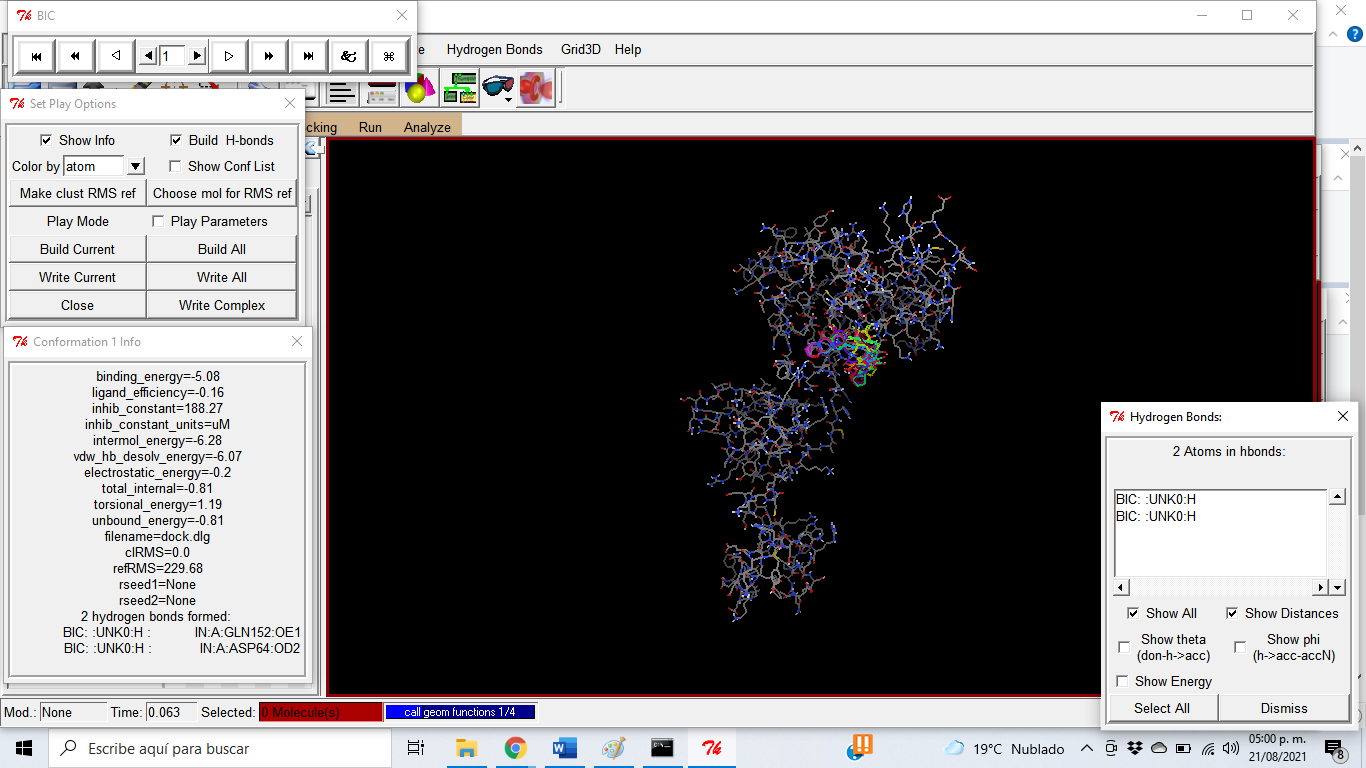 BIC
1
Hydrogen Bonds Grid3D Help
Set Play Options
Show Info Build H-bonds
Color by atom Show Conf List
Make clust RMS ref Choose mol for RMS ref
Play Mode Play Parameters
Build Current Build All
Write Current Write All
Close Write Complex
Run Analyze
Conformation 1 Info
binding_energy=-5.08
ligand_efficiency=-0.16
inhib_constant=188.27
inhib_constant_units=uM
intermol_energy=-6.28
vdw_hb_desolv_energy=-6.07
electrostatic_energy=-0.2
total_internal=-0.81
torsional_energy=1.19
unbound_energy=-0.81
filename=dock.dlg
clRMS=0.0
refRMS=229.68
rseed1=None
rseed2=None
2 hydrogen bonds formed:
BIC: :UNK0:H : IN:A:GLN152:OE1
BIC: :UNK0:H : IN:A:ASP64:OD2
Hydrogen Bonds:
2 Atoms in hbonds:
BIC: :UNK0:H
BIC: :UNK0:H
Show All Show Distances
Show theta
(don-h->acc)
Show phi
(h->acc-accN)
Show Energy
Select All Dismiss
Mod.: None Time: 0.063 Selected: 0 Molecule(s) call geom functions 1/4
Escribe aquí para buscar
19°C Nublado
05:00 p. m.
21/08/2021
8